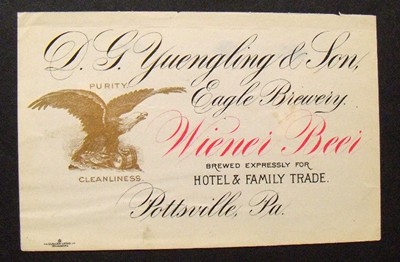 D. G. Yuengling & Son,
PURITY.
Eagle Brewery.
Wiener Beer
BREWED EXPRESSLY FOR
CLEANLINESS.
HOTEL & FAMILY TRADE.
Pottsville, Pa.